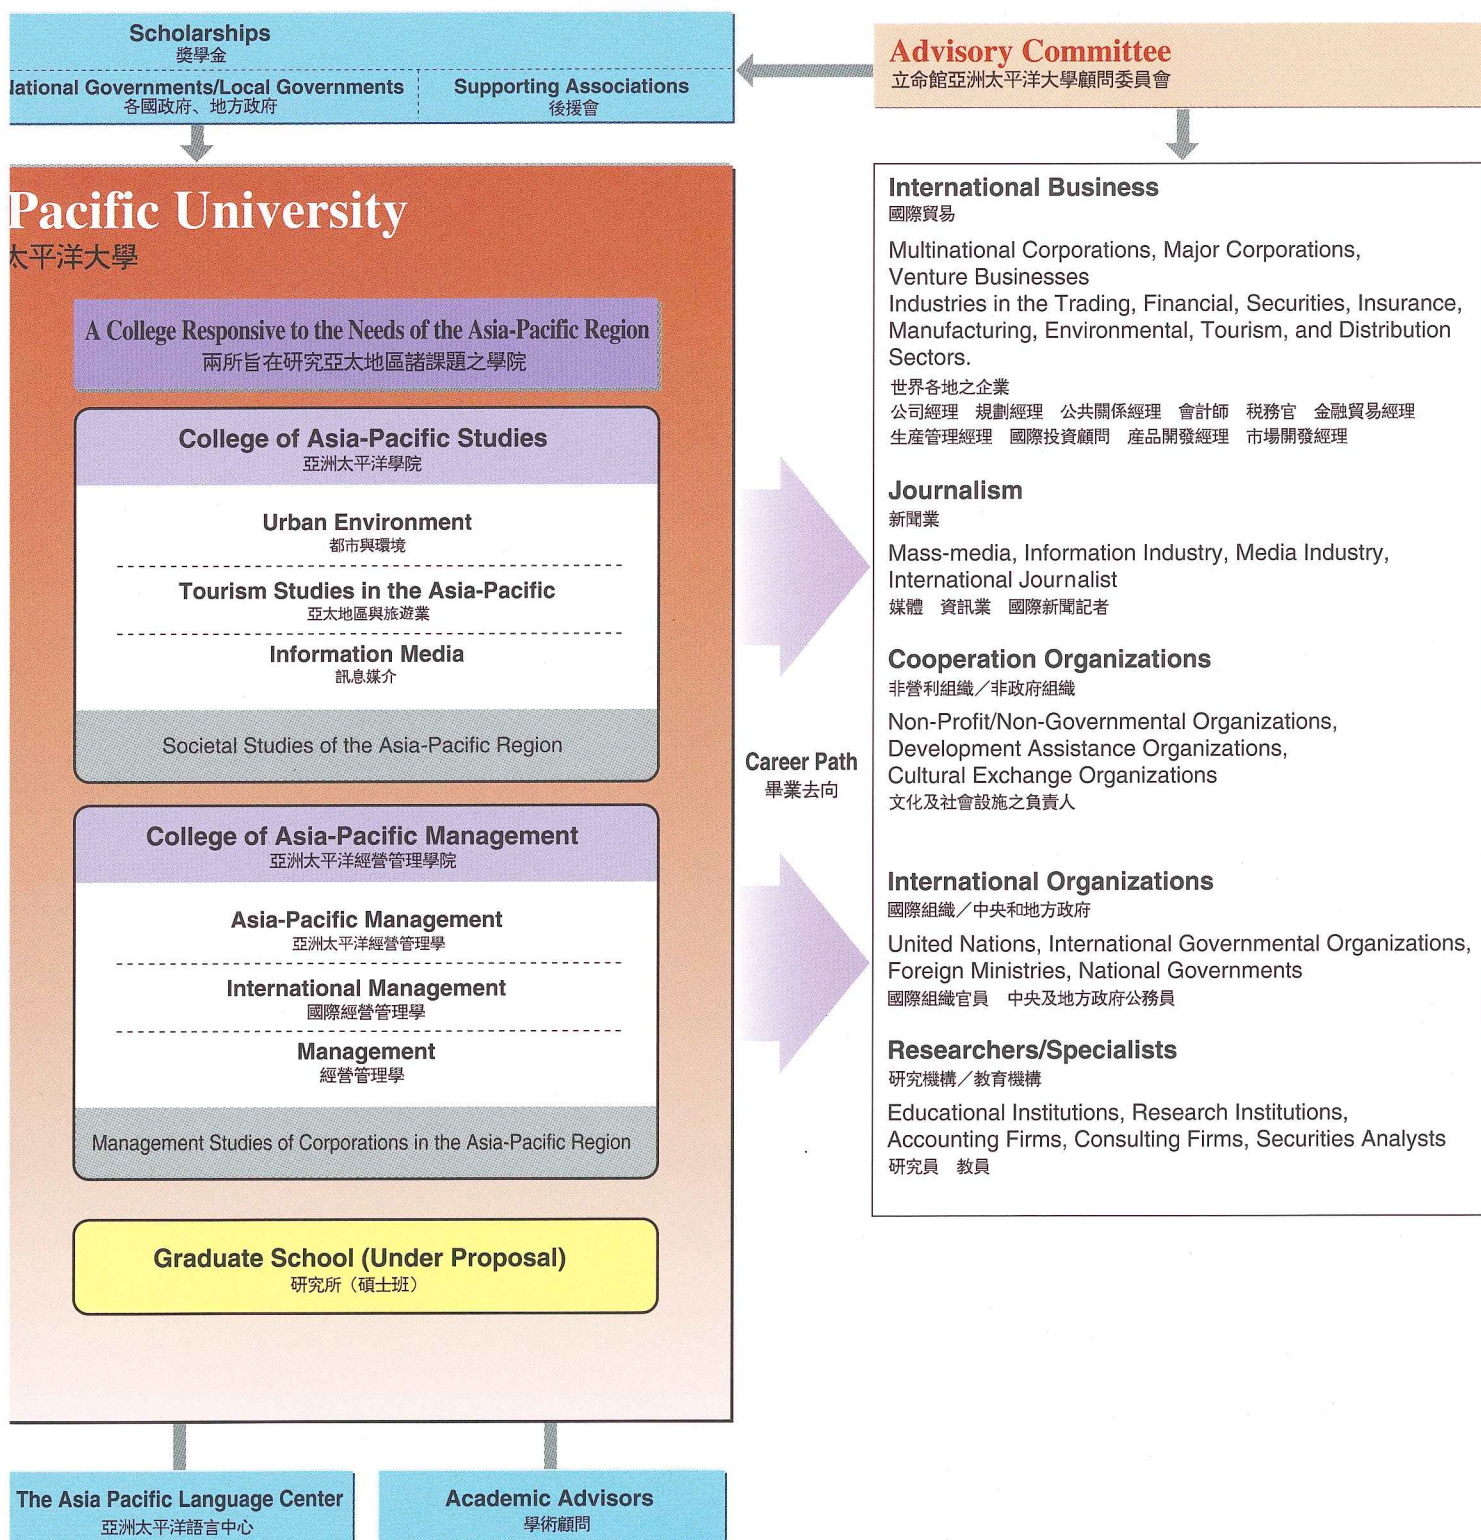 Scholarships
獎學金
National Governments/Local Governments
各國政府、地方政府
Supporting Associations
後援會
Advisory Committee
立命館亞洲太平洋大學顧問委員會
Pacific University
太平洋大學
A College Responsive to the Needs of the Asia-Pacific Region
兩所旨在研究亞太地區諸課題之學院
College of Asia-Pacific Studies
亞洲太平洋學院
Urban Environment
都市與環境
Tourism Studies in the Asia-Pacific
亞太地區與旅遊業
Information Media
訊息媒介
Societal Studies of the Asia-Pacific Region
College of Asia-Pacific Management
亞洲太平洋經營管理學院
Asia-Pacific Management
亞洲太平洋經營管理學
International Management
國際經營管理學
Management
經營管理學
Management Studies of Corporations in the Asia-Pacific Region
Graduate School (Under Proposal)
研究所（碩士班）
Career Path
畢業去向
International Business
國際貿易
Multinational Corporations, Major Corporations,
Venture Businesses
Industries in the Trading, Financial, Securities, Insurance,
Manufacturing, Environmental, Tourism, and Distribution
Sectors.
世界各地之企業
公司經理　規劃經理　公共關係經理　會計師　稅務官　金融貿易經理
生産管理經理　國際投資顧問　産品開發經理　市場開發經理
Journalism
新聞業
Mass-media, Information Industry, Media Industry,
International Journalist
媒體　資訊業　國際新聞記者
Cooperation Organizations
非營利組織／非政府組織
Non-Profit/Non-Governmental Organizations,
Development Assistance Organizations,
Cultural Exchange Organizations
文化及社會設施之負責人
International Organizations
國際組織／中央和地方政府
United Nations, International Governmental Organizations,
Foreign Ministries, National Governments
國際組織官員　中央及地方政府公務員
Researchers/Specialists
研究機構／教育機構
Educational Institutions, Research Institutions,
Accounting Firms, Consulting Firms, Securities Analysts
研究員　教員
The Asia Pacific Language Center
亞洲太平洋語言中心
Academic Advisors
學術顧問